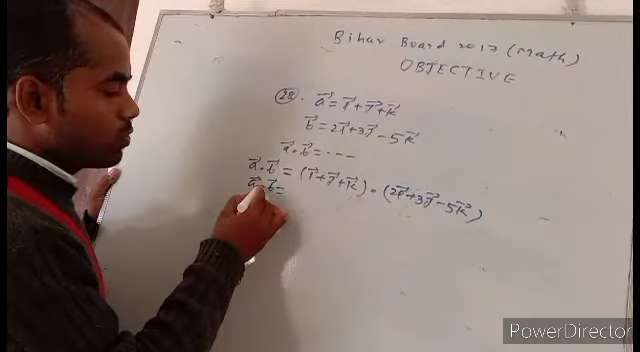 Bihar Board 2017 (Math)
OBJECTIVE
(28). a⃗ = i⃗ + j⃗ + k⃗
b⃗ = 2i⃗ + 3j⃗ - 5k⃗
a⃗ . b⃗ = ---
a⃗ . b⃗ = (i⃗ + j⃗ + k⃗) . (2i⃗ + 3j⃗ - 5k⃗)
a⃗ . b⃗ =
PowerDirector